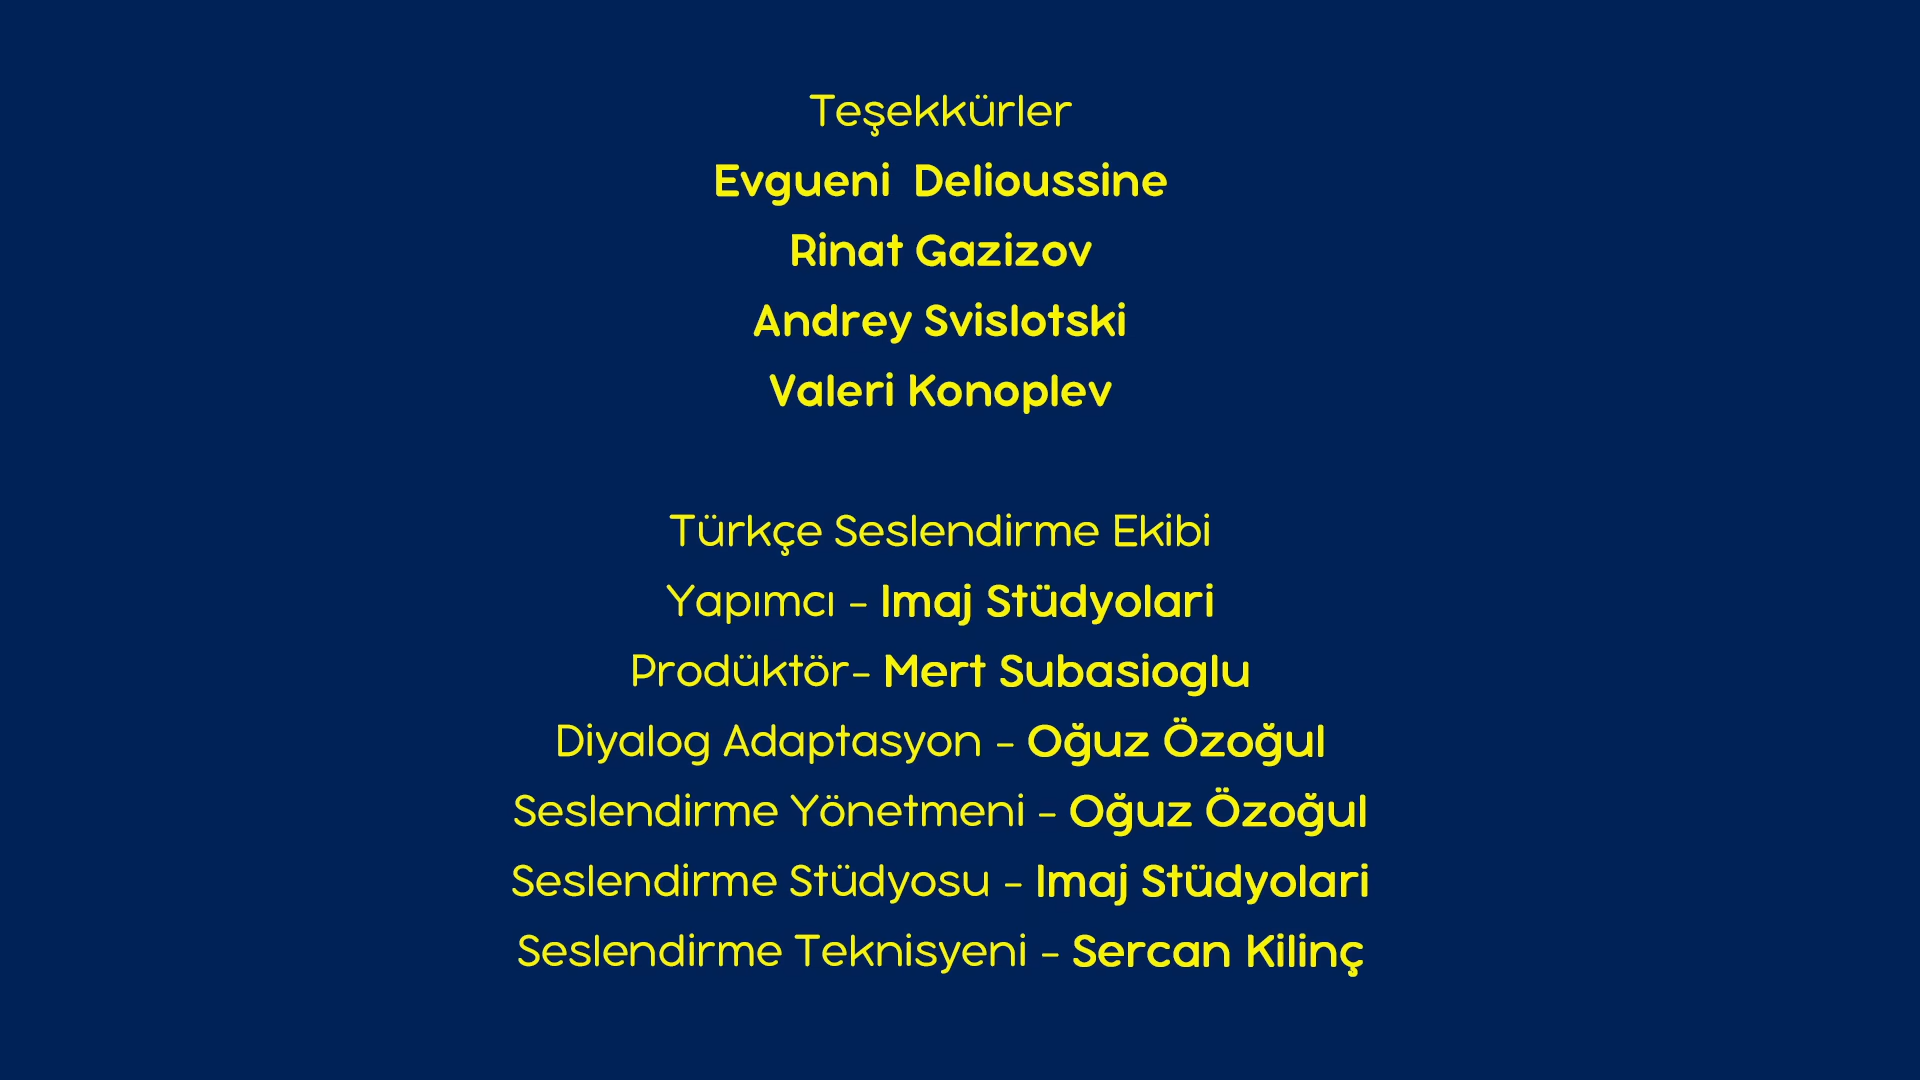 Teşekkürler
Evgueni  Delioussine
Rinat Gazizov
Andrey Svislotski
Valeri Konoplev
Türkçe Seslendirme Ekibi
Yapımcı - Imaj Stüdyolari
Prodüktör- Mert Subasioglu
Diyalog Adaptasyon - Oğuz Özoğul
Seslendirme Yönetmeni - Oğuz Özoğul
Seslendirme Stüdyosu - Imaj Stüdyolari
Seslendirme Teknisyeni - Sercan Kilinç